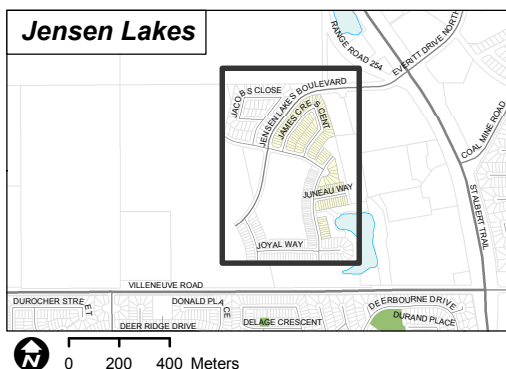 Jensen Lakes
RANGE ROAD 254
EVERITT DRIVE NORTH
JACOBS CLOSE
JENSEN LAKES BOULEVARD
JAMES CRESCENT
COAL MINE ROAD
JUNEAU WAY
ST ALBERT TRAIL
JOYAL WAY
VILLENEUVE ROAD
DUROCHER STREET
DONALD PLACE
DEERBOURNE DRIVE
DEER RIDGE DRIVE
DELAGE CRESCENT
DURAND PLACE
N
0 200 400 Meters